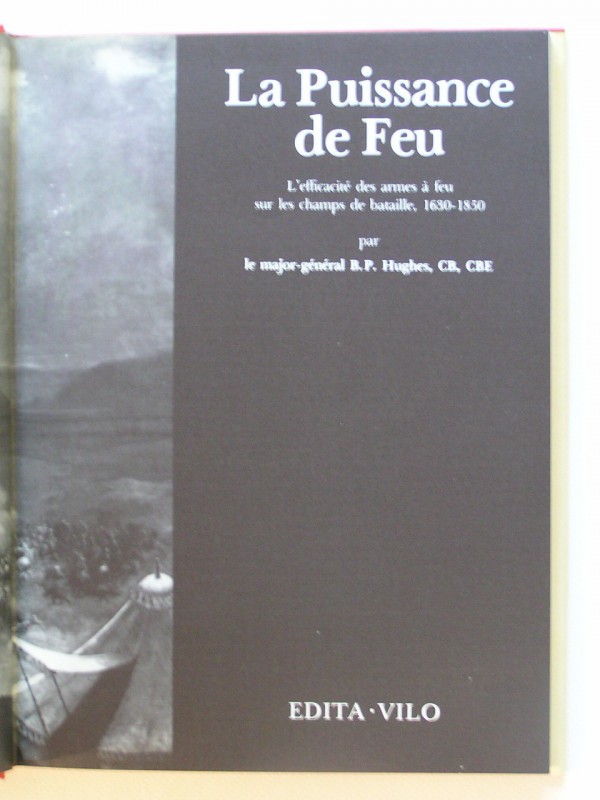 La Puissance
de Feu
L'efficacité des armes à feu
sur les champs de bataille, 1630-1850
par
le major-général B.P. Hughes, CB, CBE
EDITA · VILO